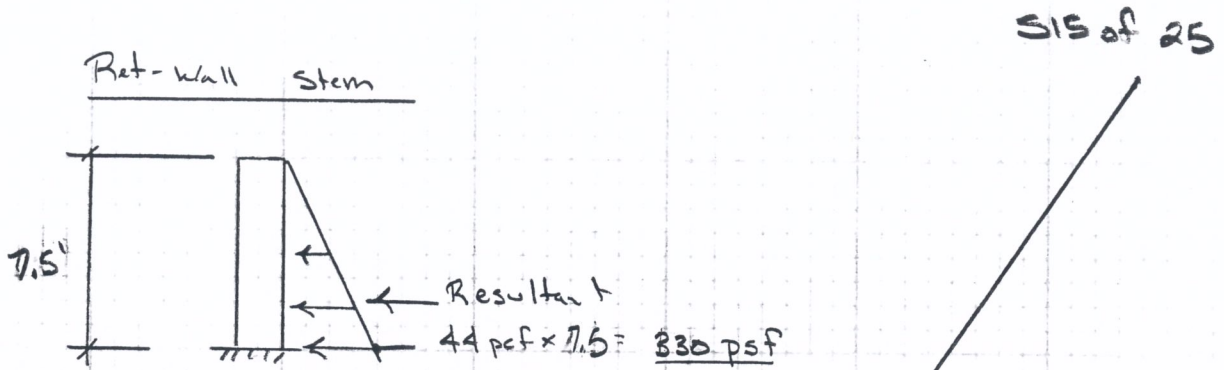 S15 of 25
Ret-Wall Stem
7.5'
Resultant
44 pcf x 7.5 = 330 psf